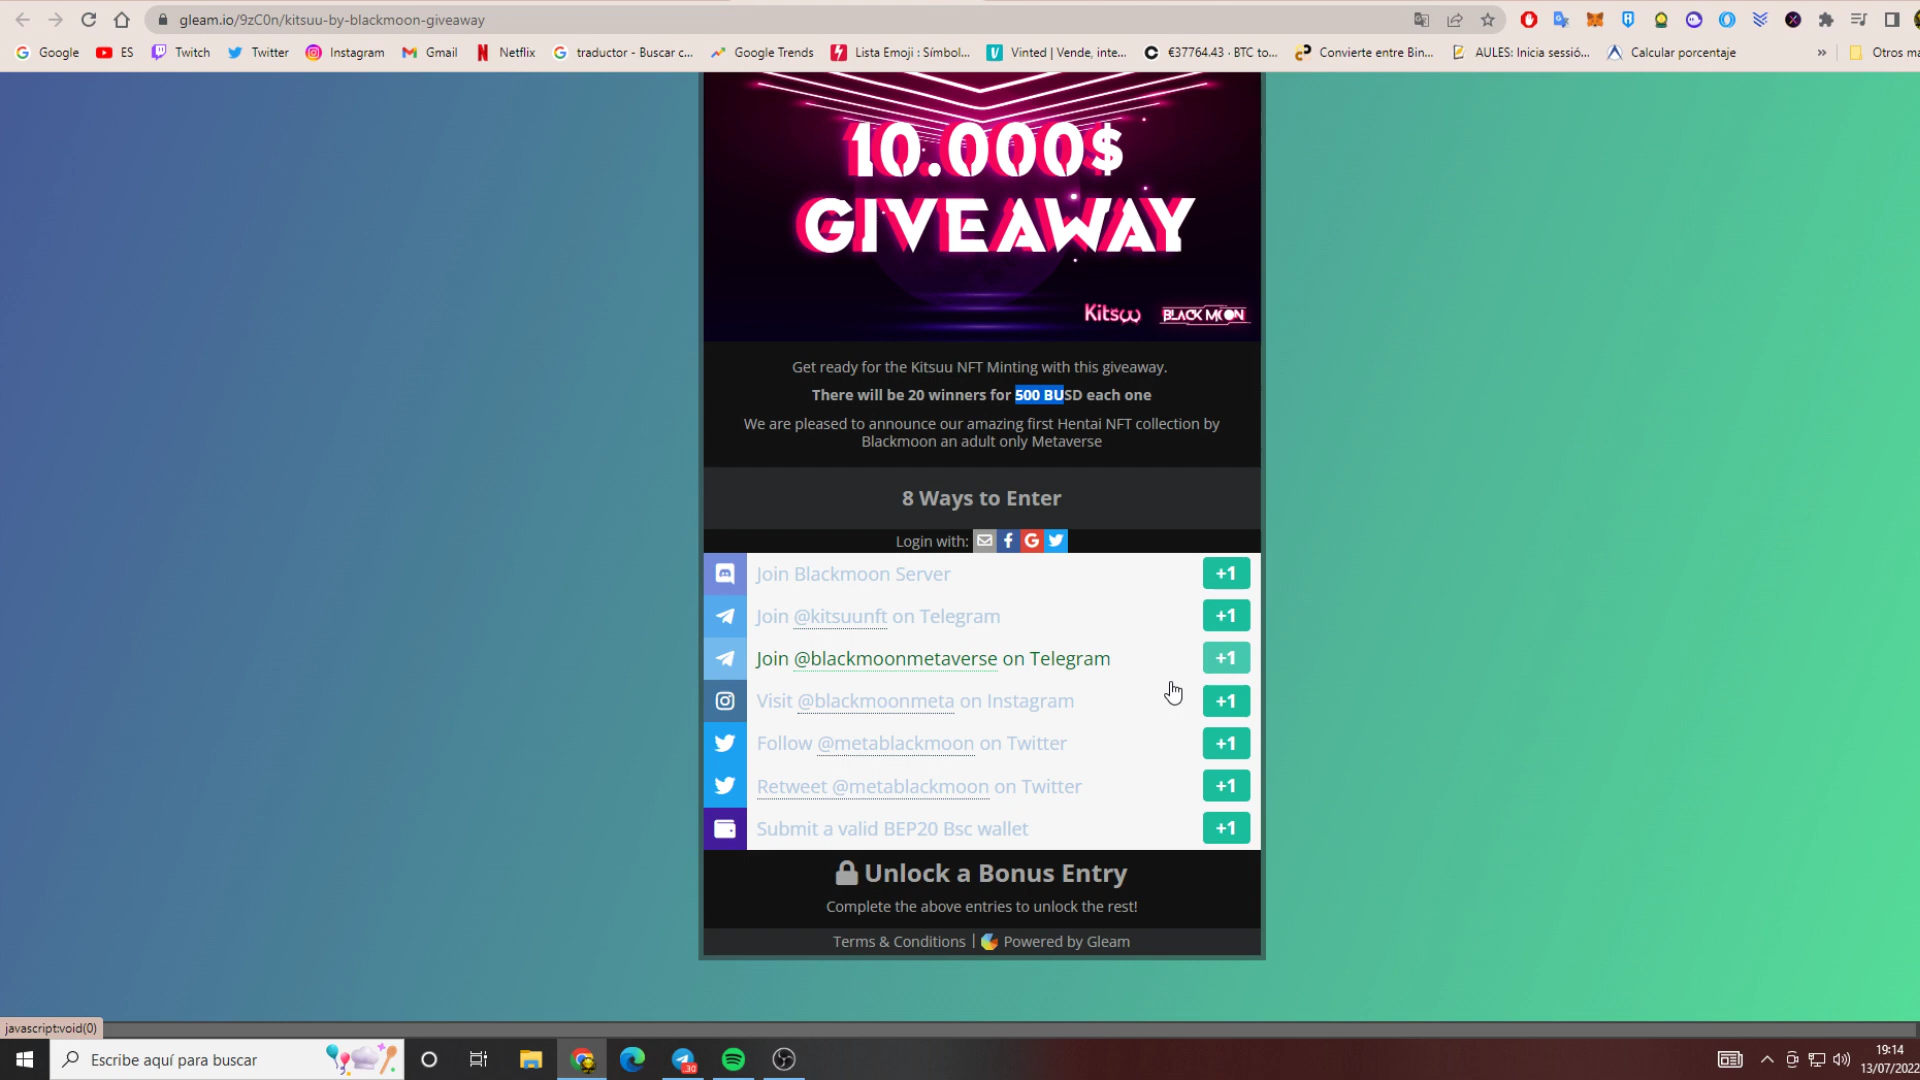 gleam.io/9zC0n/kitsuu-by-blackmoon-giveaway
Google ES Twitch Twitter Instagram Gmail Netflix traductor - Buscar c... Google Trends Lista Emoji : Símbol... Vinted | Vende, inte... €37764.43 · BTC to... Convierte entre Bin... AULES: Inicia sessió... Calcular porcentaje » Otros ma
10.000$
GIVEAWAY
Kitsuu BLACK MOON
Get ready for the Kitsuu NFT Minting with this giveaway.
There will be 20 winners for 500 BUSD each one
We are pleased to announce our amazing first Hentai NFT collection by
Blackmoon an adult only Metaverse
8 Ways to Enter
Login with:
Join Blackmoon Server +1
Join @kitsuunft on Telegram +1
Join @blackmoonmetaverse on Telegram +1
Visit @blackmoonmeta on Instagram +1
Follow @metablackmoon on Twitter +1
Retweet @metablackmoon on Twitter +1
Submit a valid BEP20 Bsc wallet +1
Unlock a Bonus Entry
Complete the above entries to unlock the rest!
Terms & Conditions | Powered by Gleam
javascript:void(0)
Escribe aquí para buscar
30
19:14
13/07/2022